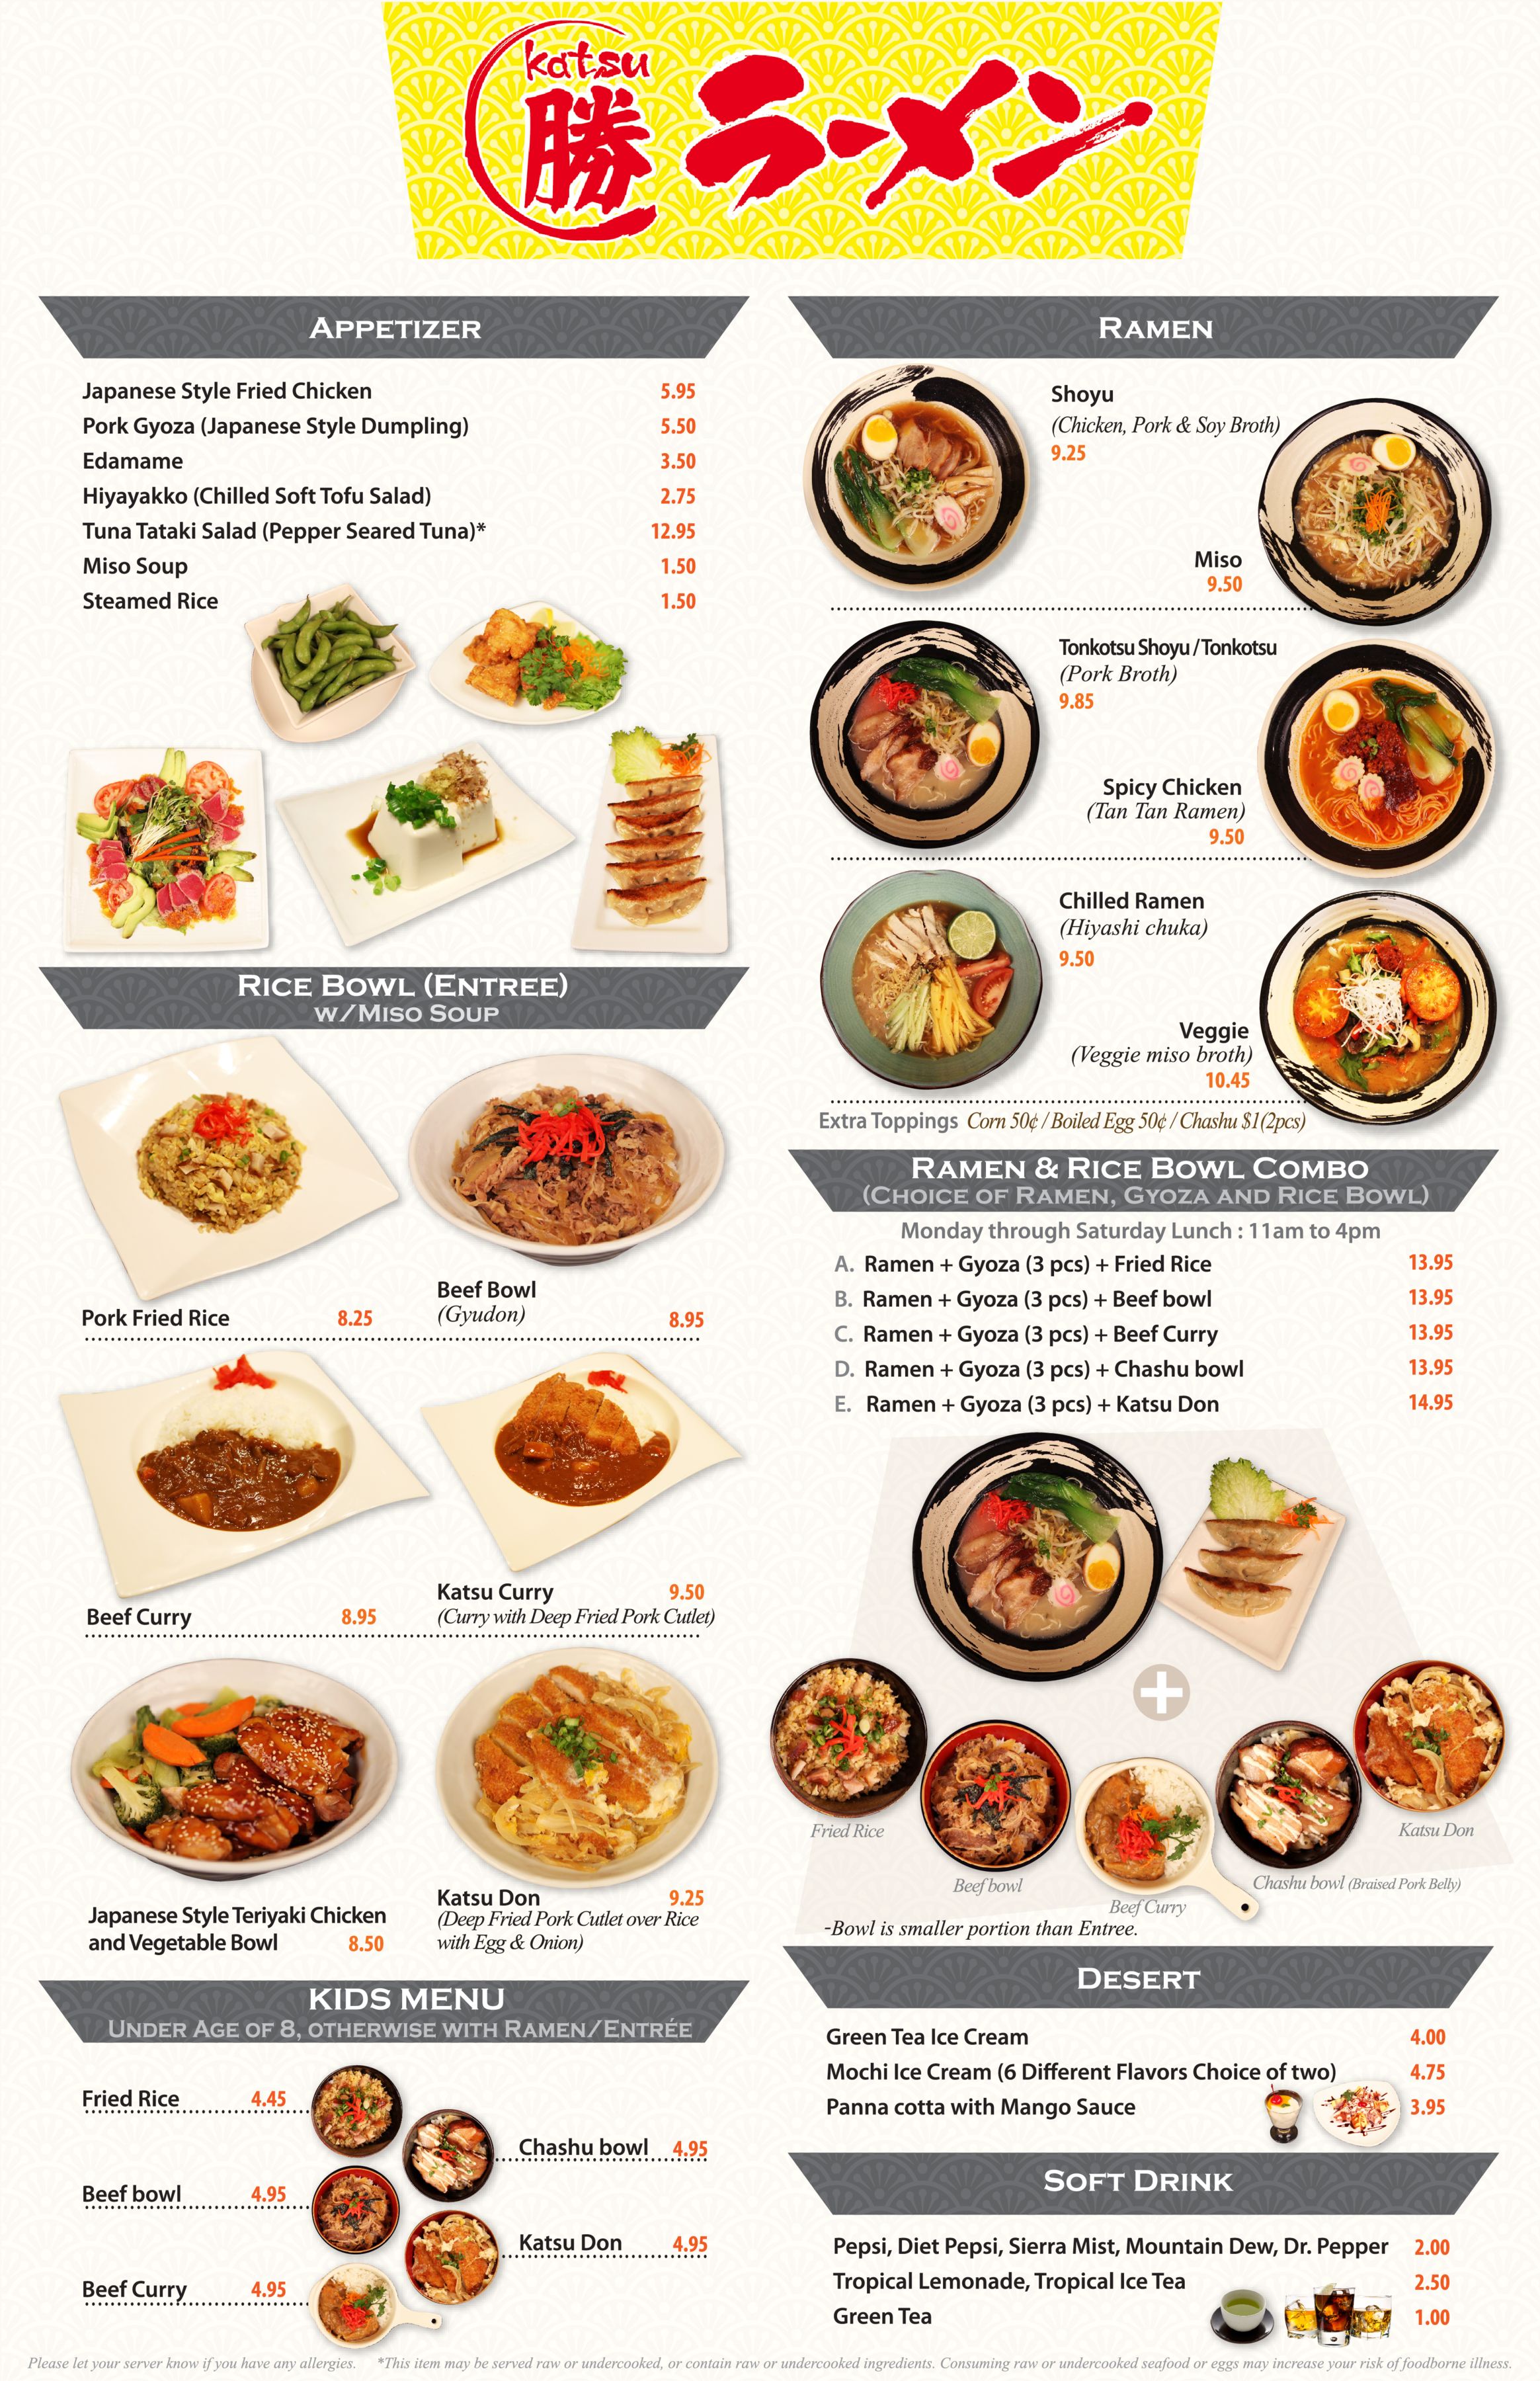 katsu
勝 ラーメン
APPETIZER
Japanese Style Fried Chicken 5.95
Pork Gyoza (Japanese Style Dumpling) 5.50
Edamame 3.50
Hiyayakko (Chilled Soft Tofu Salad) 2.75
Tuna Tataki Salad (Pepper Seared Tuna)* 12.95
Miso Soup 1.50
Steamed Rice 1.50
RICE BOWL (ENTREE)
W/MISO SOUP
Pork Fried Rice 8.25
Beef Bowl
(Gyudon) 8.95
Beef Curry 8.95
Katsu Curry 9.50
(Curry with Deep Fried Pork Cutlet)
Japanese Style Teriyaki Chicken
and Vegetable Bowl 8.50
Katsu Don 9.25
(Deep Fried Pork Cutlet over Rice
with Egg & Onion)
KIDS MENU
UNDER AGE OF 8, OTHERWISE WITH RAMEN/ENTRÉE
Fried Rice 4.45
Chashu bowl 4.95
Beef bowl 4.95
Katsu Don 4.95
Beef Curry 4.95
RAMEN
Shoyu
(Chicken, Pork & Soy Broth)
9.25
Miso
9.50
Tonkotsu Shoyu / Tonkotsu
(Pork Broth)
9.85
Spicy Chicken
(Tan Tan Ramen)
9.50
Chilled Ramen
(Hiyashi chuka)
9.50
Veggie
(Veggie miso broth)
10.45
Extra Toppings Corn 50¢ / Boiled Egg 50¢ / Chashu $1(2pcs)
RAMEN & RICE BOWL COMBO
(CHOICE OF RAMEN, GYOZA AND RICE BOWL)
Monday through Saturday Lunch : 11am to 4pm
A. Ramen + Gyoza (3 pcs) + Fried Rice 13.95
B. Ramen + Gyoza (3 pcs) + Beef bowl 13.95
C. Ramen + Gyoza (3 pcs) + Beef Curry 13.95
D. Ramen + Gyoza (3 pcs) + Chashu bowl 13.95
E. Ramen + Gyoza (3 pcs) + Katsu Don 14.95
Fried Rice
Beef bowl
Beef Curry
Chashu bowl (Braised Pork Belly)
Katsu Don
-Bowl is smaller portion than Entree.
DESERT
Green Tea Ice Cream 4.00
Mochi Ice Cream (6 Different Flavors Choice of two) 4.75
Panna cotta with Mango Sauce 3.95
SOFT DRINK
Pepsi, Diet Pepsi, Sierra Mist, Mountain Dew, Dr. Pepper 2.00
Tropical Lemonade, Tropical Ice Tea 2.50
Green Tea 1.00
Please let your server know if you have any allergies. *This item may be served raw or undercooked, or contain raw or undercooked ingredients. Consuming raw or undercooked seafood or eggs may increase your risk of foodborne illness.